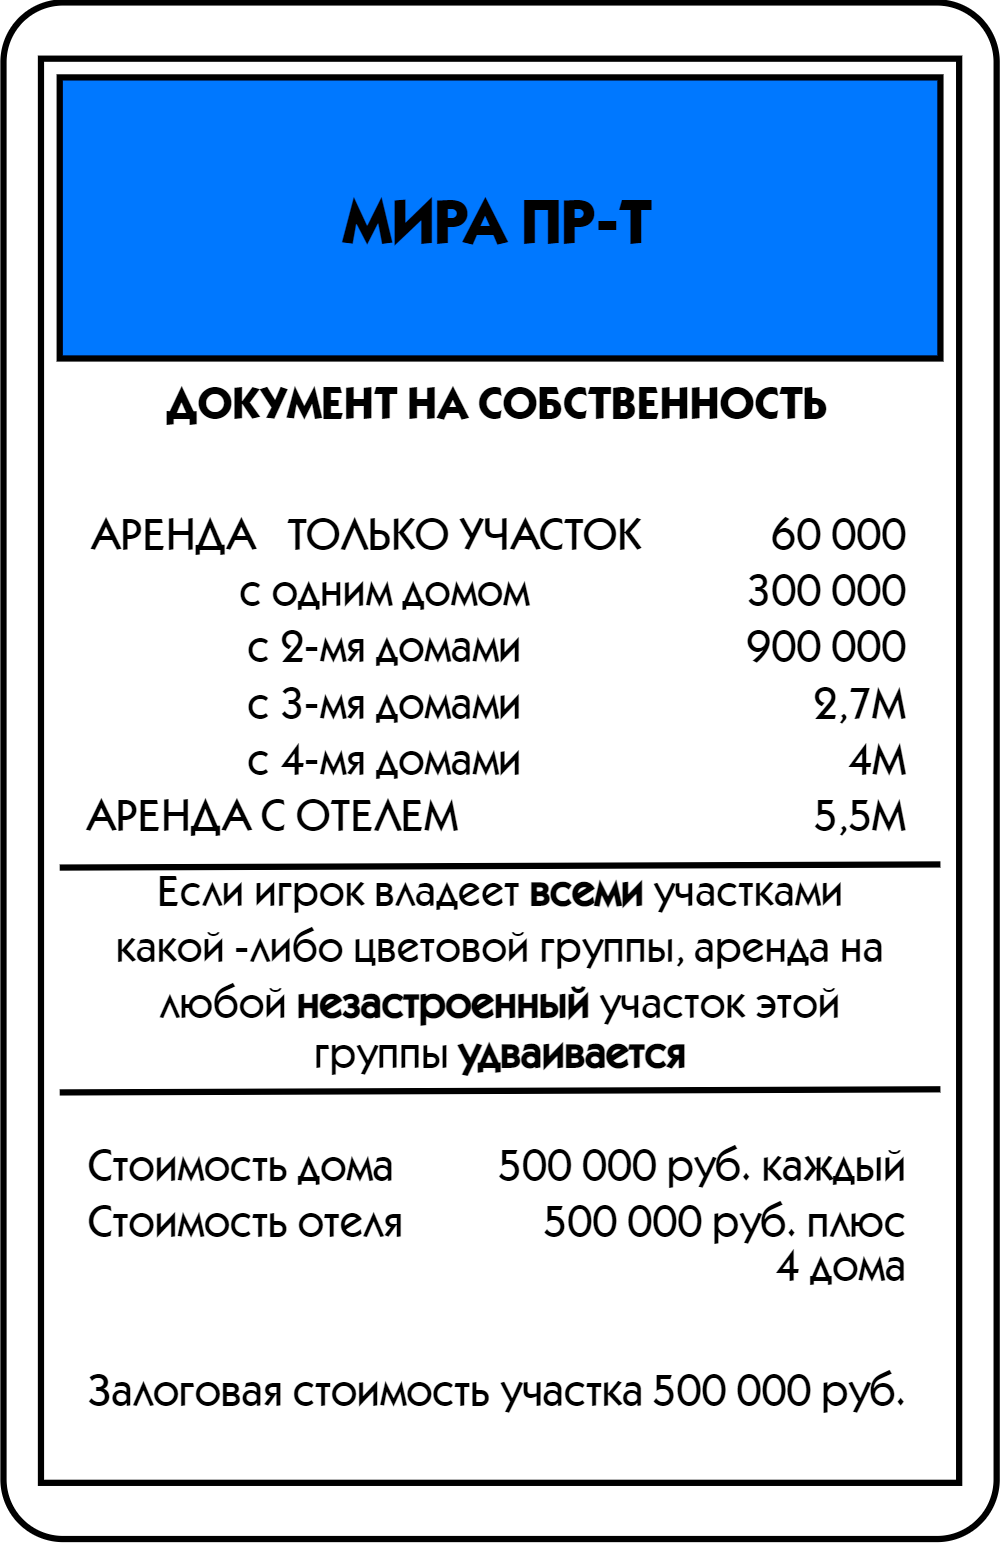 МИРА ПР-Т
ДОКУМЕНТ НА СОБСТВЕННОСТЬ
АРЕНДА ТОЛЬКО УЧАСТОК 60 000
с одним домом 300 000
с 2-мя домами 900 000
с 3-мя домами 2,7М
с 4-мя домами 4М
АРЕНДА С ОТЕЛЕМ 5,5М
Если игрок владеет всеми участками
какой -либо цветовой группы, аренда на
любой незастроенный участок этой
группы удваивается
Стоимость дома 500 000 руб. каждый
Стоимость отеля 500 000 руб. плюс
4 дома
Залоговая стоимость участка 500 000 руб.